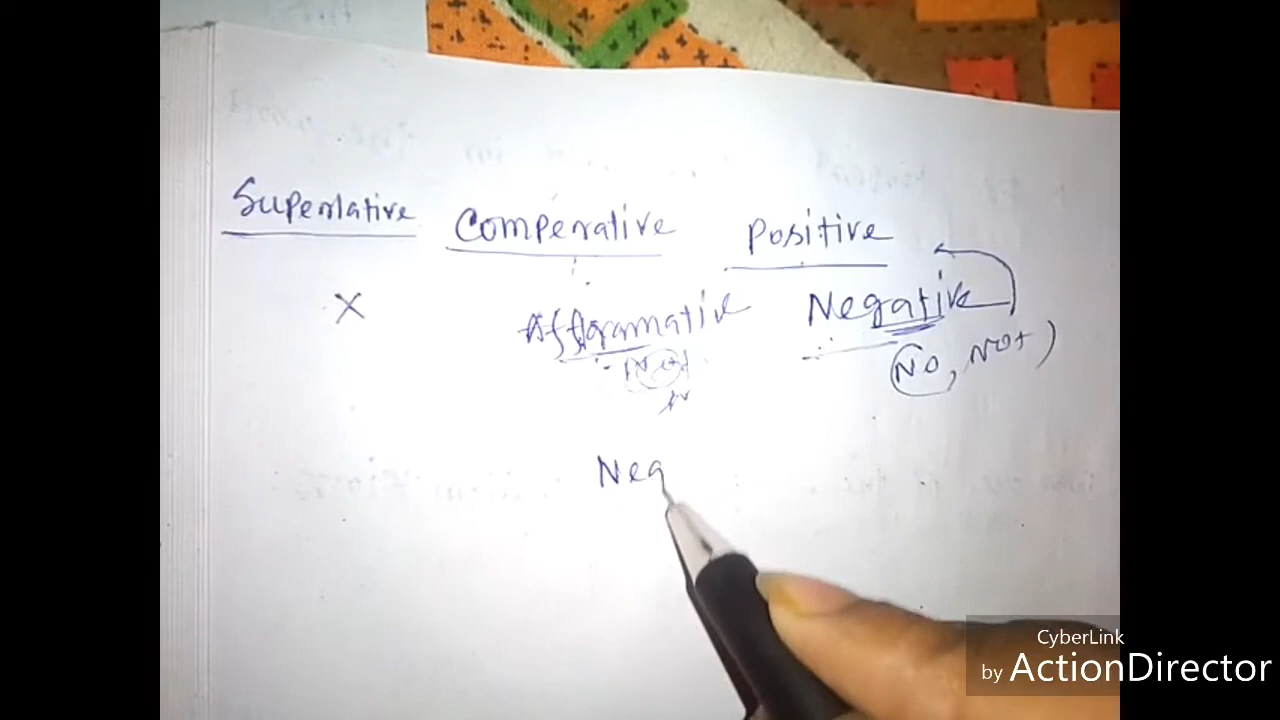 Superlative Comperative Positive
X Affirmative Negative
(No, Not)
Neg
CyberLink
by ActionDirector